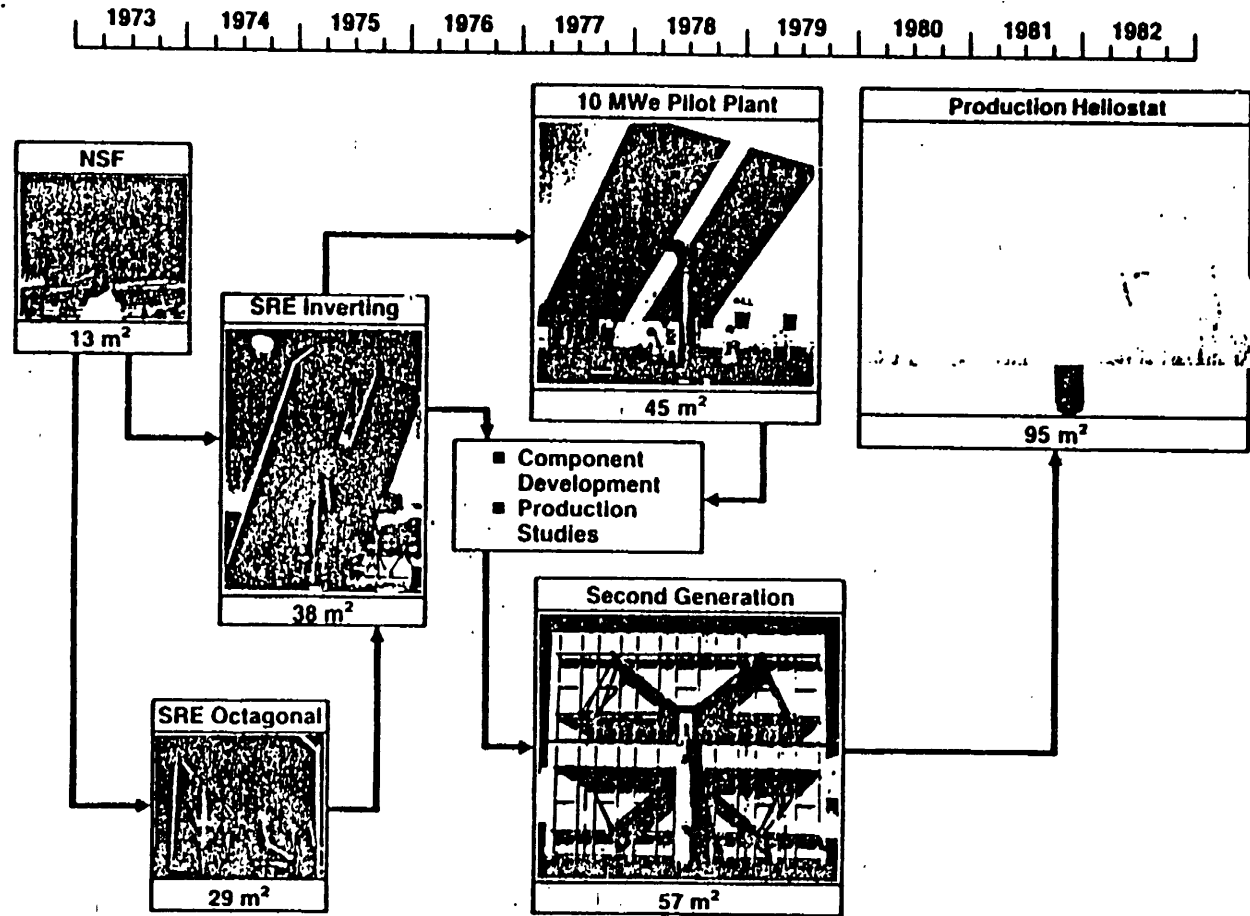 1973 1974 1975 1976 1977 1978 1979 1980 1981 1982
10 MWe Pilot Plant
45 m²
Production Heliostat
95 m²
NSF
13 m²
SRE Inverting
38 m²
■ Component
Development
■ Production
Studies
Second Generation
57 m²
SRE Octagonal
29 m²